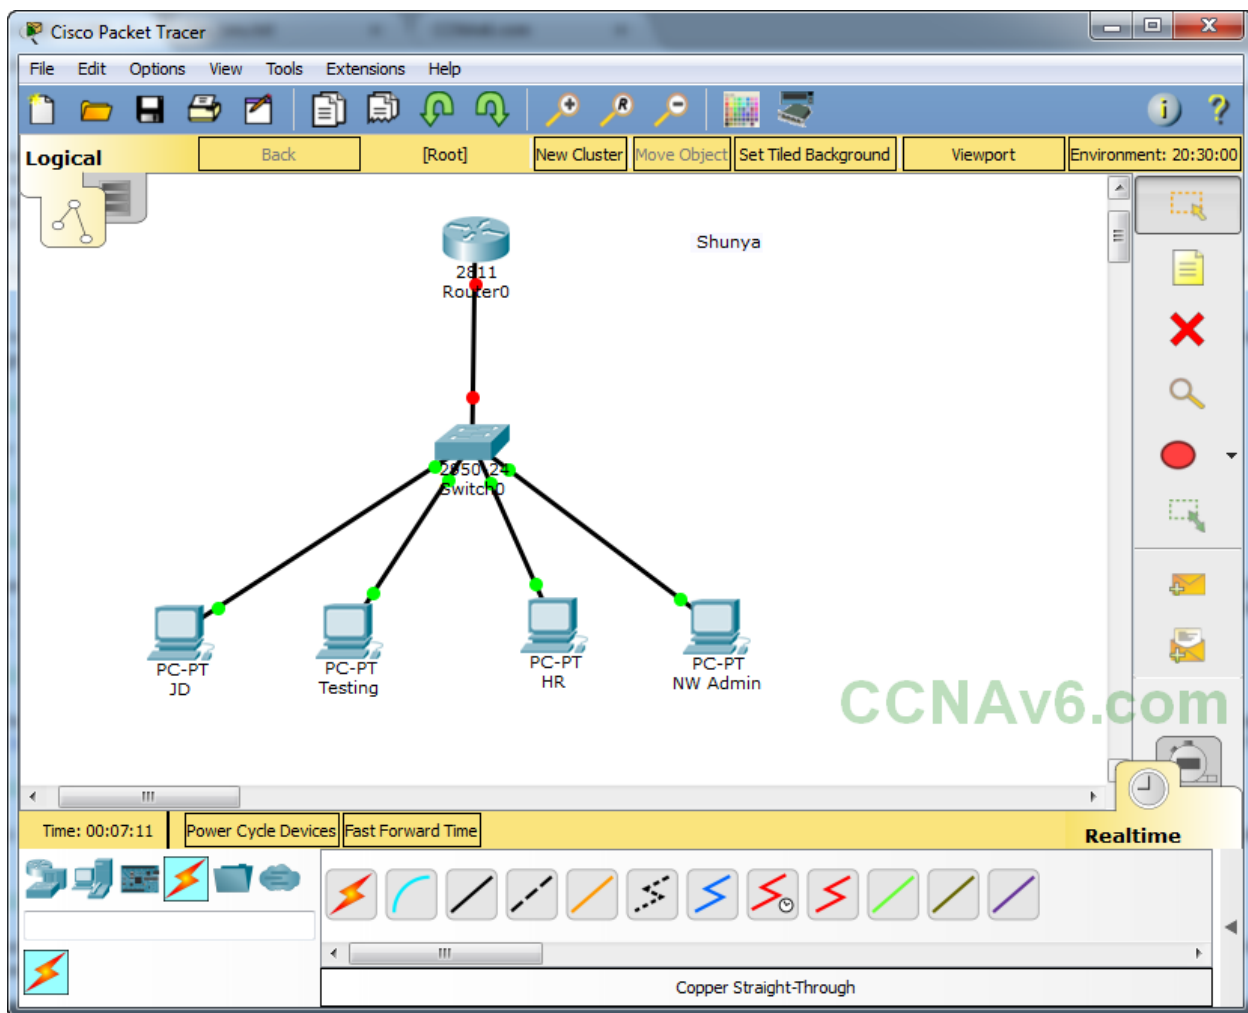 Cisco Packet Tracer
File Edit Options View Tools Extensions Help
R i ?
Logical Back [Root] New Cluster Move Object Set Tiled Background Viewport Environment: 20:30:00
Shunya
2811
Router0
2950-24
Switch0
PC-PT
JD
PC-PT
Testing
PC-PT
HR
PC-PT
NW Admin
CCNAv6.com
Time: 00:07:11 Power Cycle Devices Fast Forward Time Realtime
Copper Straight-Through